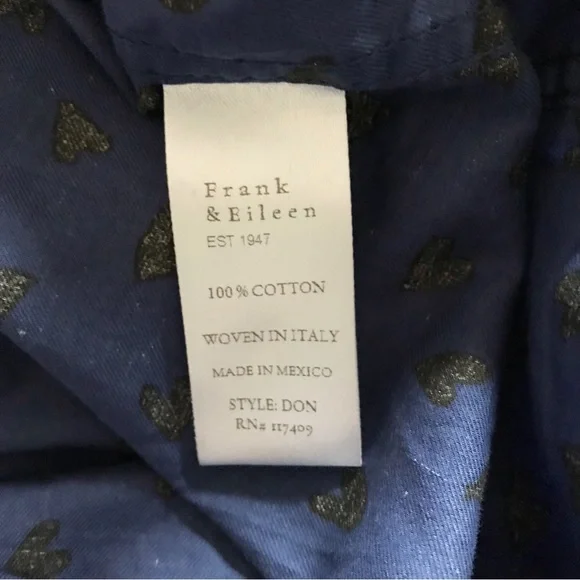 Frank
& Eileen
EST 1947
100% COTTON
WOVEN IN ITALY
MADE IN MEXICO
STYLE: DON
RN# 117409